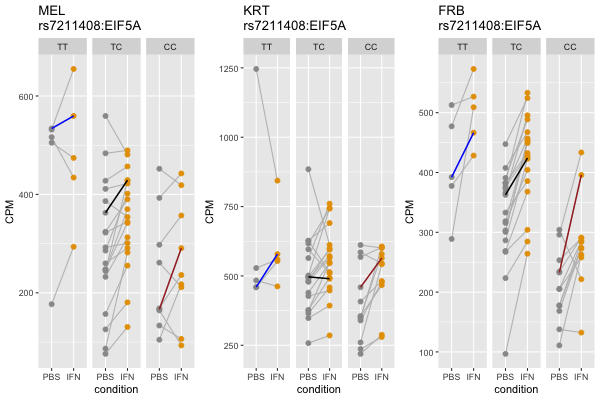 MEL
rs7211408:EIF5A
TT TC CC
600
400
200
CPM
PBS IFN PBS IFN PBS IFN
condition
KRT
rs7211408:EIF5A
TT TC CC
1250
1000
750
500
250
CPM
PBS IFN PBS IFN PBS IFN
condition
FRB
rs7211408:EIF5A
TT TC CC
500
400
300
200
100
CPM
PBS IFN PBS IFN PBS IFN
condition